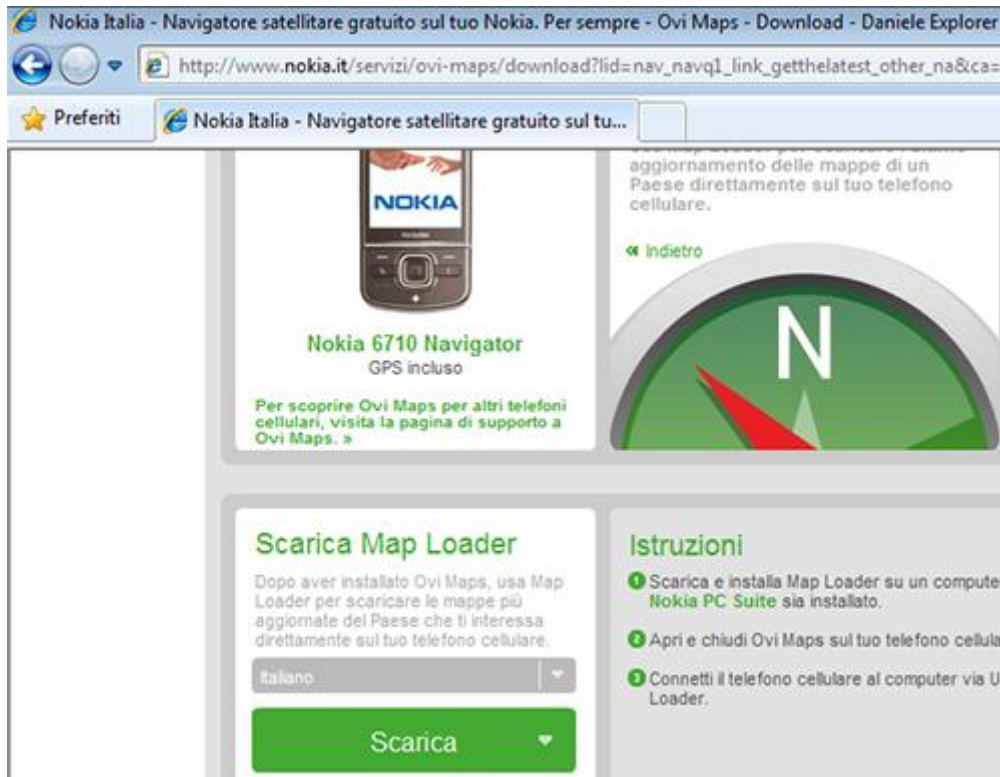 Nokia Italia - Navigatore satellitare gratuito sul tuo Nokia. Per sempre - Ovi Maps - Download - Daniele Explorer
http://www.nokia.it/servizi/ovi-maps/download?lid=nav_navq1_link_getthelatest_other_na&ca=
Preferiti
Nokia Italia - Navigatore satellitare gratuito sul tu...
NOKIA
Nokia 6710 Navigator
GPS incluso
Per scoprire Ovi Maps per altri telefoni
cellulari, visita la pagina di supporto a
Ovi Maps. »
aggiornamento delle mappe di un
Paese direttamente sul tuo telefono
cellulare.
« Indietro
N
Scarica Map Loader
Dopo aver installato Ovi Maps, usa Map
Loader per scaricare le mappe più
aggiornate del Paese che ti interessa
direttamente sul tuo telefono cellulare.
Italiano
Scarica
Istruzioni
1 Scarica e installa Map Loader su un compute
Nokia PC Suite sia installato.
2 Apri e chiudi Ovi Maps sul tuo telefono cellula
3 Connetti il telefono cellulare al computer via U
Loader.